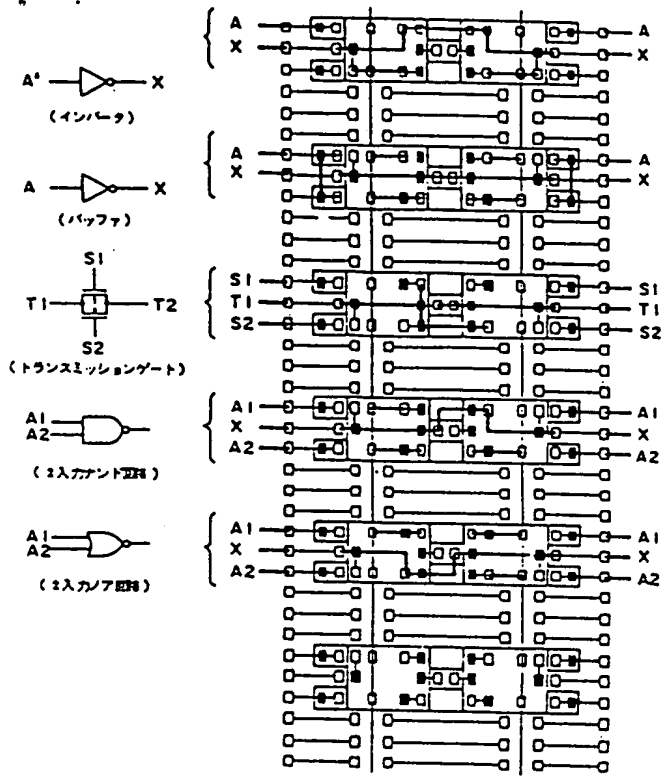 A X
A' X
(インバータ)
A X
A X
A X
A X
(バッファ)
S1
T1 T2
S2
(トランスミッションゲート)
S1 S1
T1 T1
S2 S2
A1
A2
(2入力ナンド回路)
A1 A1
X X
A2 A2
A1
A2
(2入力ノア回路)
A1 A1
X X
A2 A2